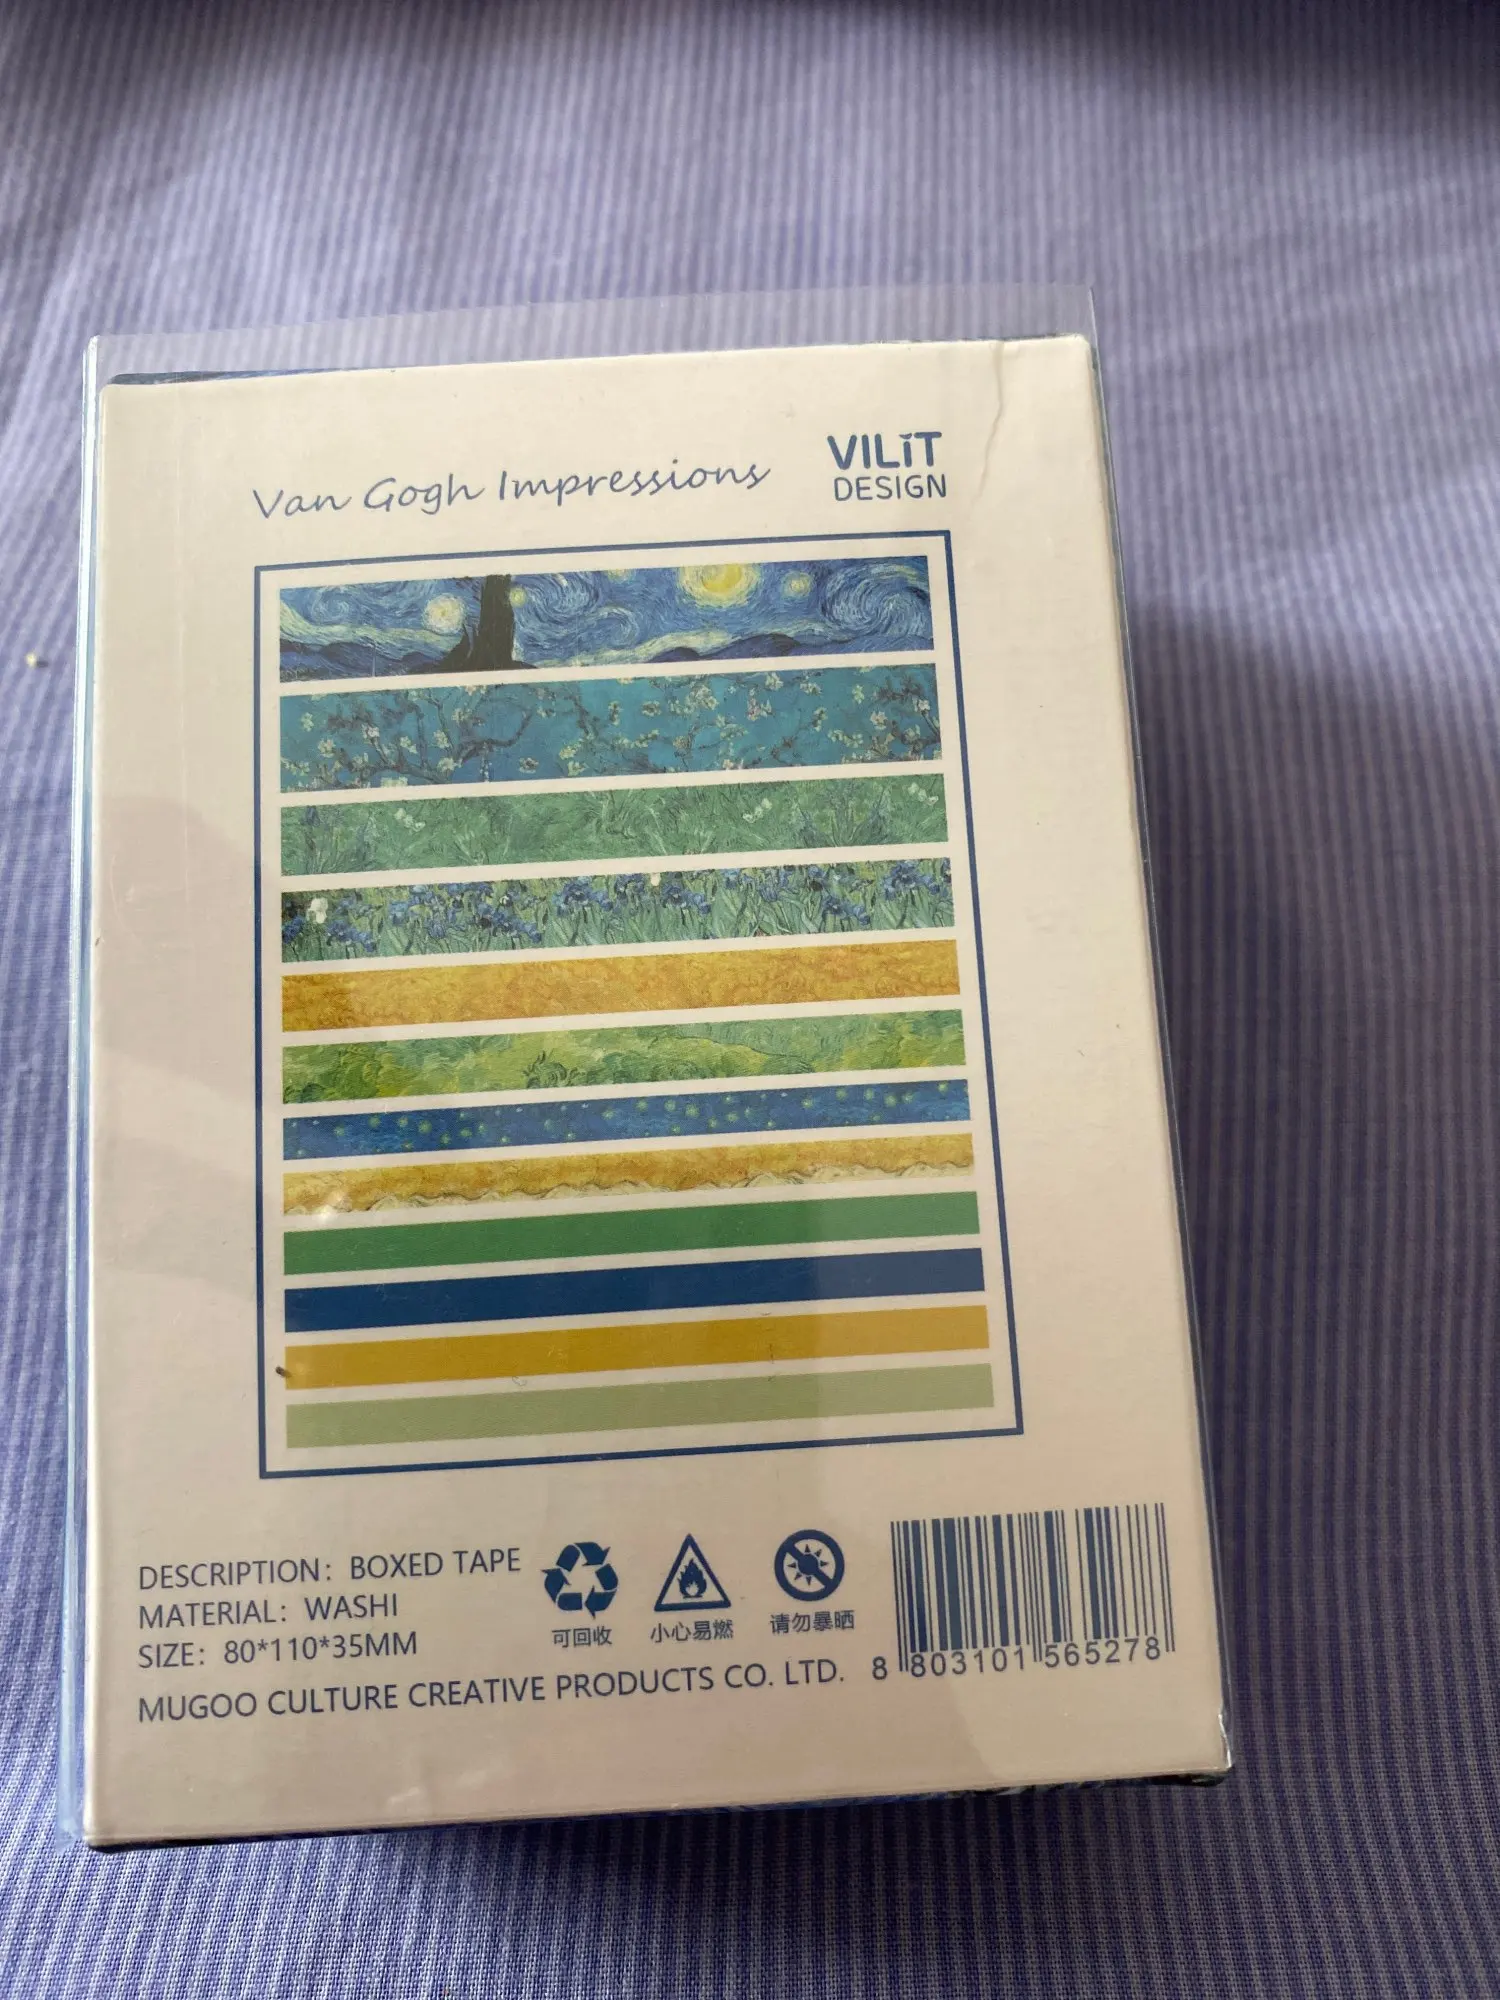 Van Gogh Impressions
VILIT
DESIGN
DESCRIPTION: BOXED TAPE
MATERIAL: WASHI
SIZE: 80*110*35MM
MUGOO CULTURE CREATIVE PRODUCTS CO. LTD.
可回收
小心易燃
请勿暴晒
8 803101 565278